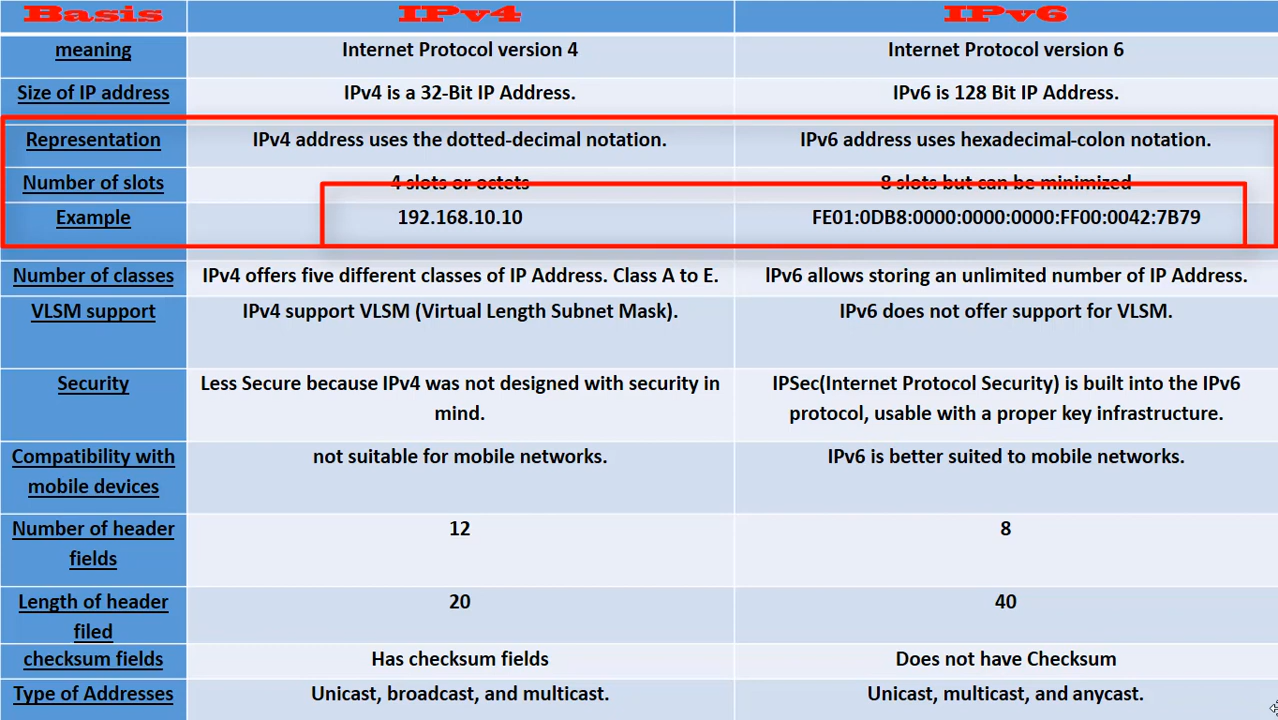 Basis IPv4 IPv6
meaning Internet Protocol version 4 Internet Protocol version 6
Size of IP address IPv4 is a 32-Bit IP Address. IPv6 is 128 Bit IP Address.
Representation IPv4 address uses the dotted-decimal notation. IPv6 address uses hexadecimal-colon notation.
Number of slots 4 slots or octets 8 slots but can be minimized
Example 192.168.10.10 FE01:0DB8:0000:0000:0000:FF00:0042:7B79
Number of classes IPv4 offers five different classes of IP Address. Class A to E. IPv6 allows storing an unlimited number of IP Address.
VLSM support IPv4 support VLSM (Virtual Length Subnet Mask). IPv6 does not offer support for VLSM.
Security Less Secure because IPv4 was not designed with security in IPSec(Internet Protocol Security) is built into the IPv6
mind. protocol, usable with a proper key infrastructure.
Compatibility with not suitable for mobile networks. IPv6 is better suited to mobile networks.
mobile devices
Number of header 12 8
fields
Length of header 20 40
filed
checksum fields Has checksum fields Does not have Checksum
Type of Addresses Unicast, broadcast, and multicast. Unicast, multicast, and anycast.